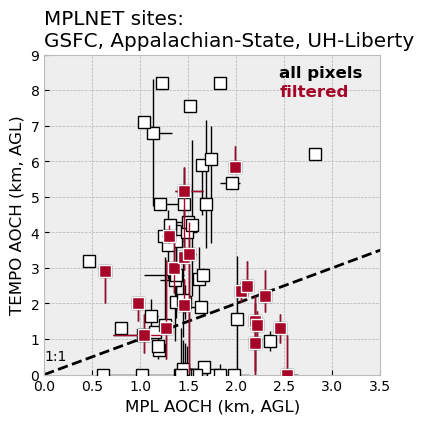 MPLNET sites:
GSFC, Appalachian-State, UH-Liberty
9
8
7
6
5
4
3
2
1
0
TEMPO AOCH (km, AGL)
all pixels
filtered
1:1
0.0 0.5 1.0 1.5 2.0 2.5 3.0 3.5
MPL AOCH (km, AGL)